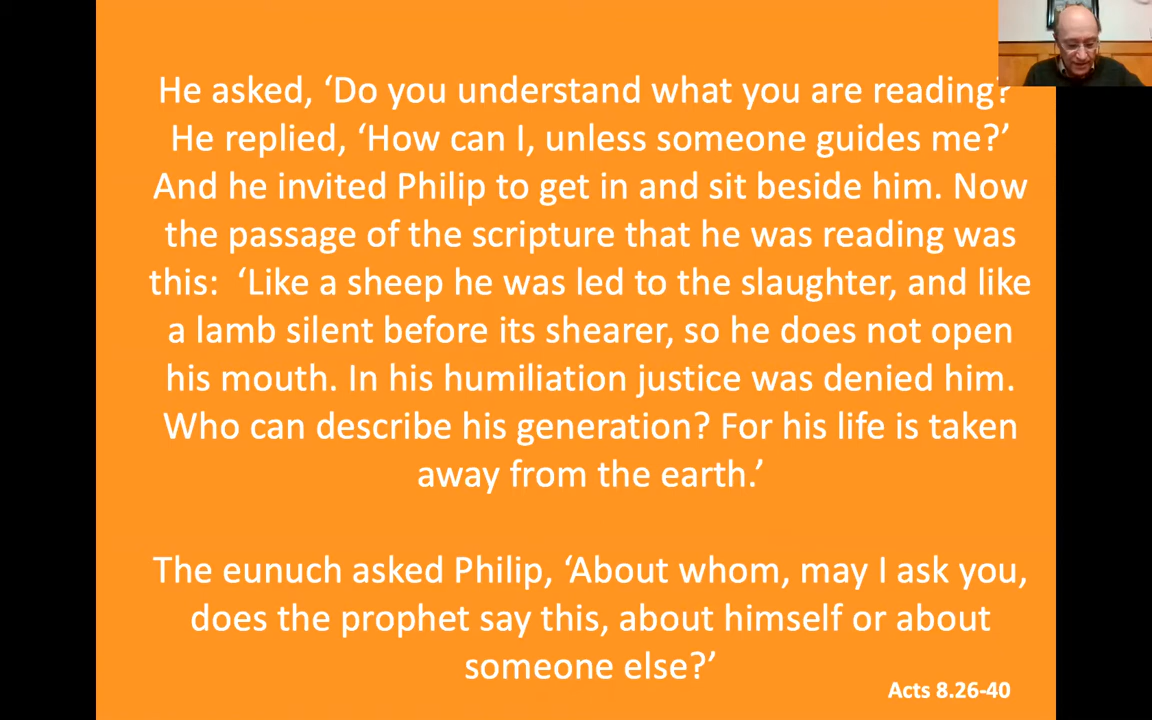 He asked, ‘Do you understand what you are reading?’
He replied, ‘How can I, unless someone guides me?’
And he invited Philip to get in and sit beside him. Now
the passage of the scripture that he was reading was
this:  ‘Like a sheep he was led to the slaughter, and like
a lamb silent before its shearer, so he does not open
his mouth. In his humiliation justice was denied him.
Who can describe his generation? For his life is taken
away from the earth.’
The eunuch asked Philip, ‘About whom, may I ask you,
does the prophet say this, about himself or about
someone else?’
Acts 8.26-40